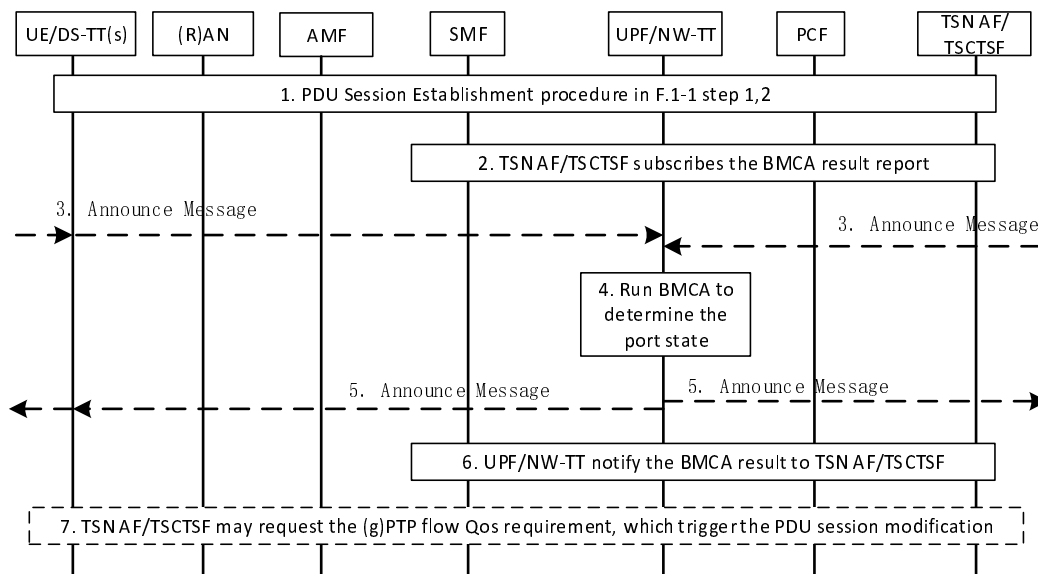 UE/DS-TT(s)
(R)AN
AMF
SMF
UPF/NW-TT
PCF
TSN AF/
TSCTSF
1. PDU Session Establishment procedure in F.1-1 step 1,2
2. TSN AF/TSCTSF subscribes the BMCA result report
3. Announce Message
3. Announce Message
4. Run BMCA to
determine the
port state
5. Announce Message
5. Announce Message
6. UPF/NW-TT notify the BMCA result to TSN AF/TSCTSF
7. TSN AF/TSCTSF may request the (g)PTP flow Qos requirement, which trigger the PDU session modification